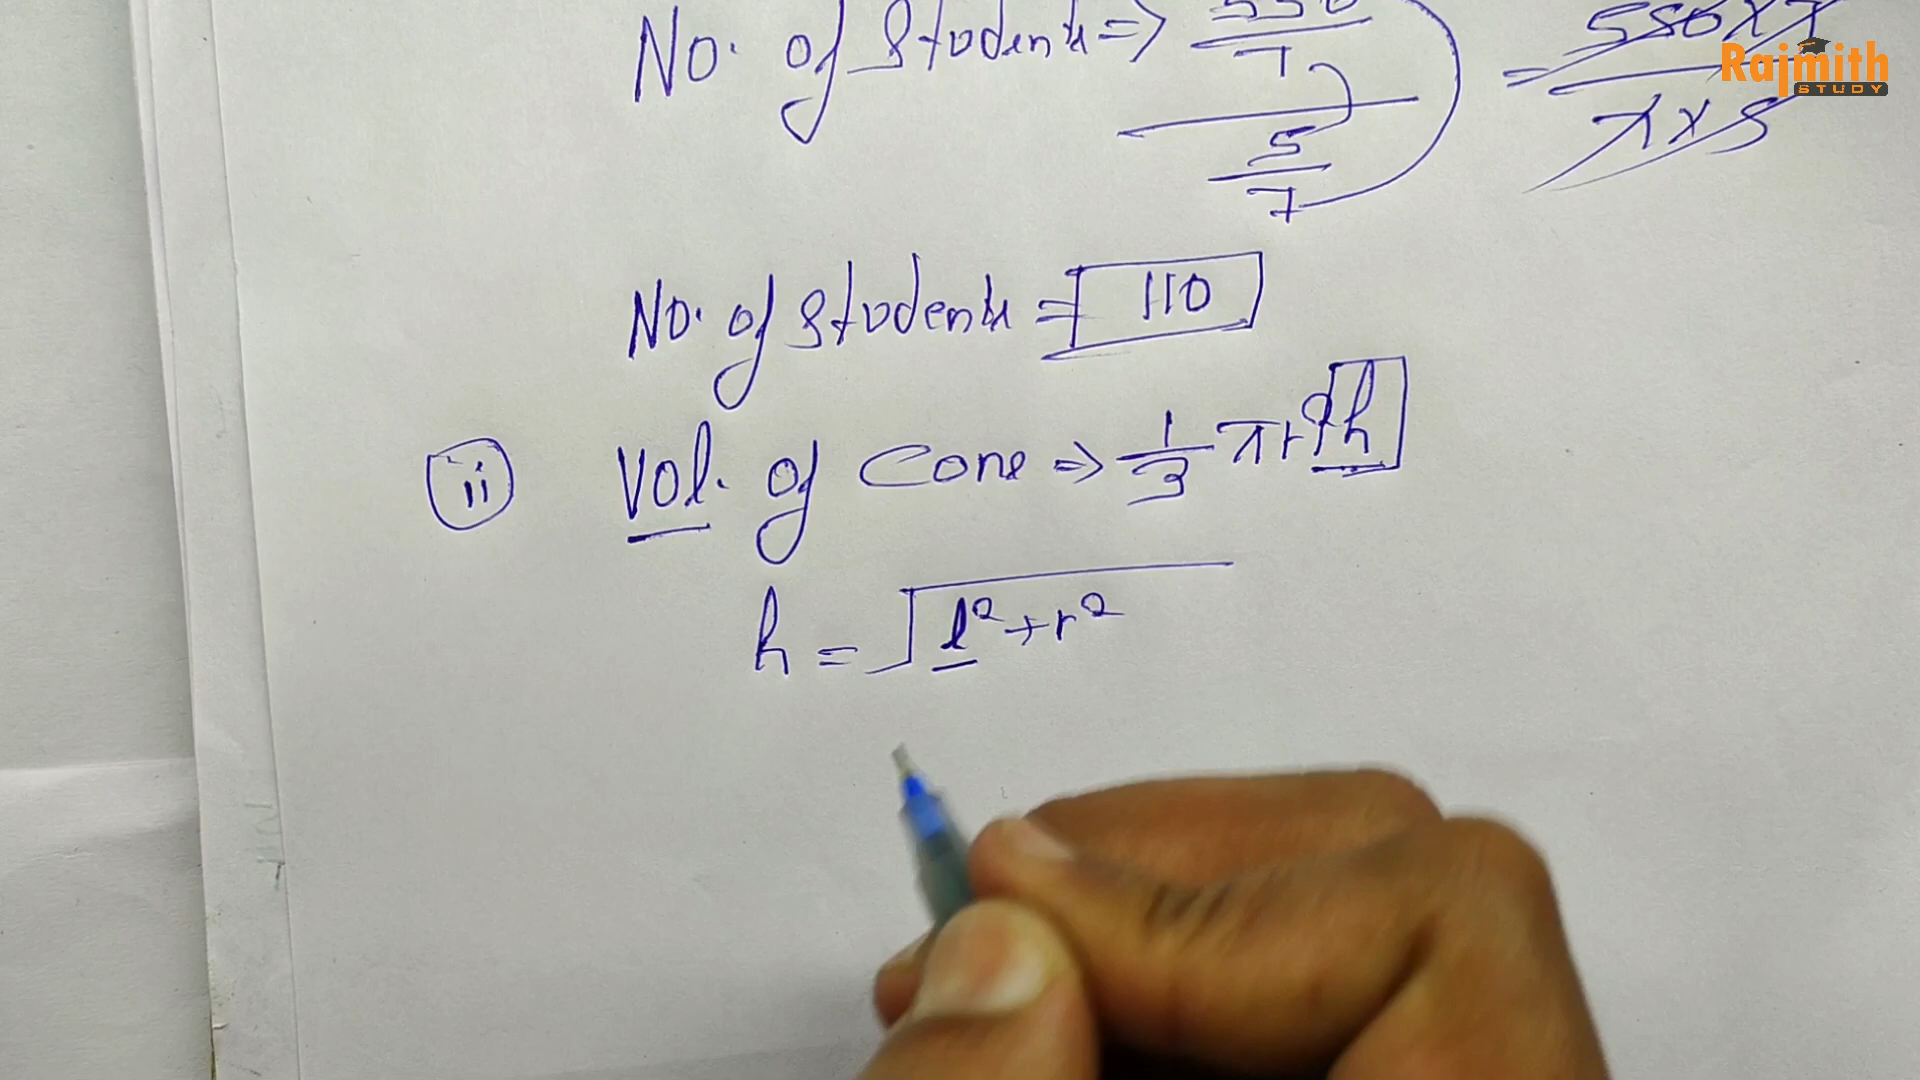 No. of Students ⇒ 550/7 / 5/7 = 550×7 / 7×5
Rajmith
STUDY
No. of students = 110
ii Vol. of Cone ⇒ 1/3 πr²h
h = √l²+r²